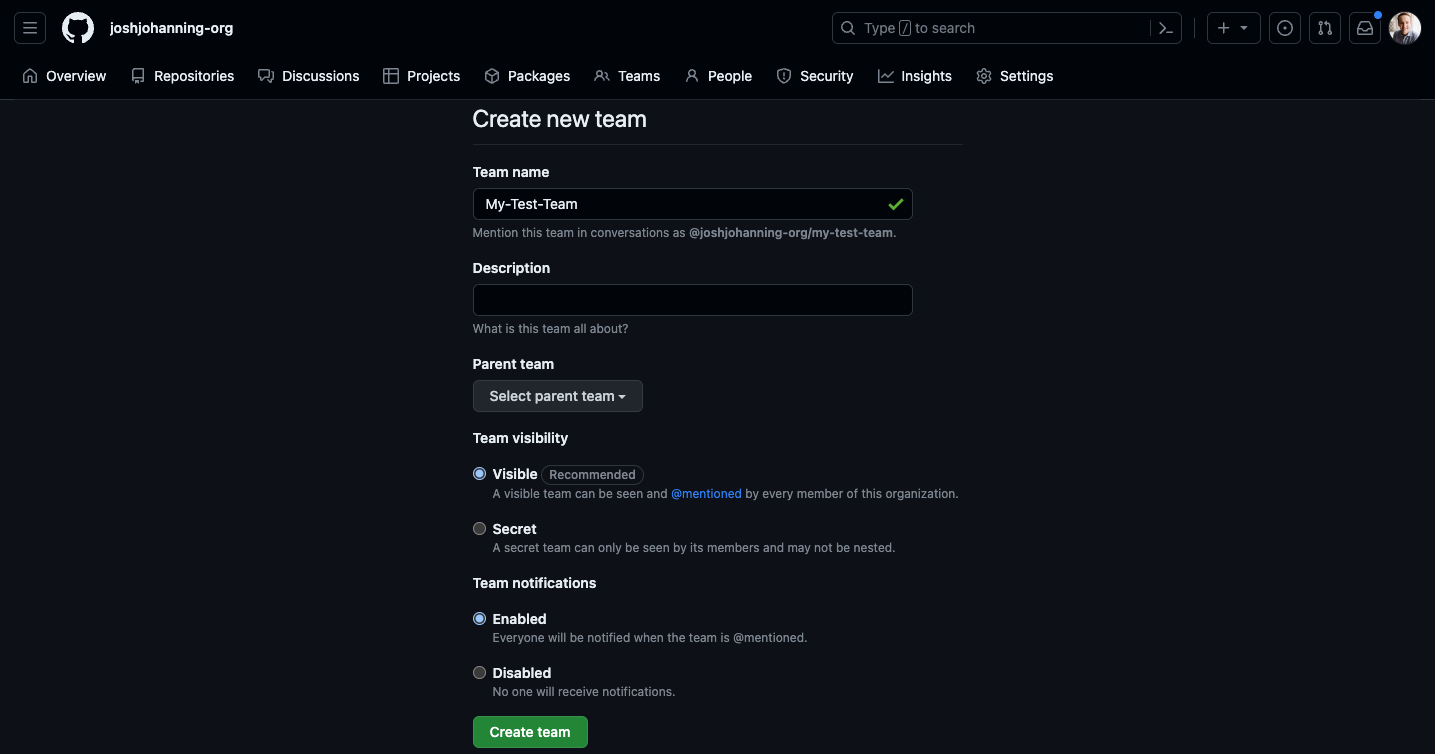 joshjohanning-org
Type / to search
Overview Repositories Discussions Projects Packages Teams People Security Insights Settings
Create new team
Team name
My-Test-Team
Mention this team in conversations as @joshjohanning-org/my-test-team.
Description
What is this team all about?
Parent team
Select parent team
Team visibility
Visible Recommended
A visible team can be seen and @mentioned by every member of this organization.
Secret
A secret team can only be seen by its members and may not be nested.
Team notifications
Enabled
Everyone will be notified when the team is @mentioned.
Disabled
No one will receive notifications.
Create team